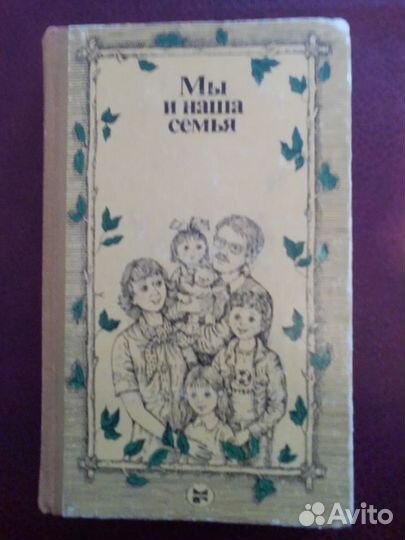 Мы
и наша
семья
Avito